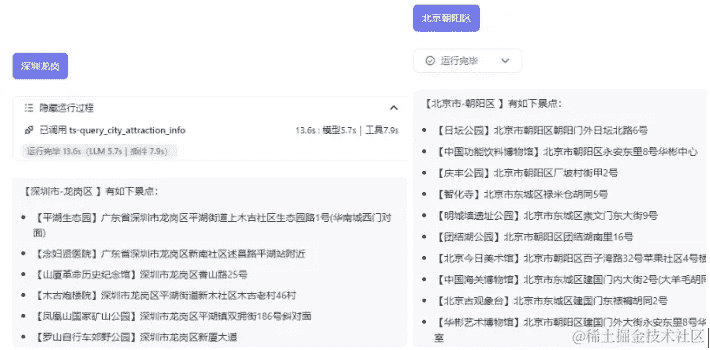 深圳龙岗
隐藏运行过程
已调用 ts-query_city_attraction_info 13.6s : 模型5.7s | 工具7.9s
运行完毕 13.6s (LLM 5.7s | 插件 7.9s)
【深圳市-龙岗区 】有如下景点：
【平湖生态园】广东省深圳市龙岗区平湖街道上木古社区生态园路1号(华南城西门对
面)
【念妇贤医院】广东省深圳市龙岗区新南社区述昌路平湖站附近
【山厦革命历史纪念馆】深圳市龙岗区香山路25号
【木古炮楼院】深圳市龙岗区平湖街道新木社区木古老村46村
【凤凰山国家矿山公园】深圳市龙岗区平湖镇双拥街186号斜对面
【罗山自行车郊野公园】深圳市龙岗区新厦大道
北京朝阳区
运行完毕
【北京市-朝阳区 】有如下景点：
【日坛公园】北京市朝阳区朝阳门外日坛北路6号
【中国功能饮料博物馆】北京市朝阳区永安东里8号华彬中心
【庆丰公园】北京市朝阳区厂坡村街甲2号
【智化寺】北京市东城区禄米仓胡同5号
【明城墙遗址公园】北京市东城区崇文门东大街9号
【团结湖公园】北京市朝阳区团结湖南里16号
【北京今日美术馆】北京市朝阳区百子湾路32号苹果社区4号楼
【中国海关博物馆】北京市东城区建国门内大街2号(大羊毛胡同
【北京古观象台】北京市东城区建国门东裱褙胡同2号
【华彬艺术博物馆】北京市朝阳区建国门外大街永安东里8号华
室
@稀土掘金技术社区